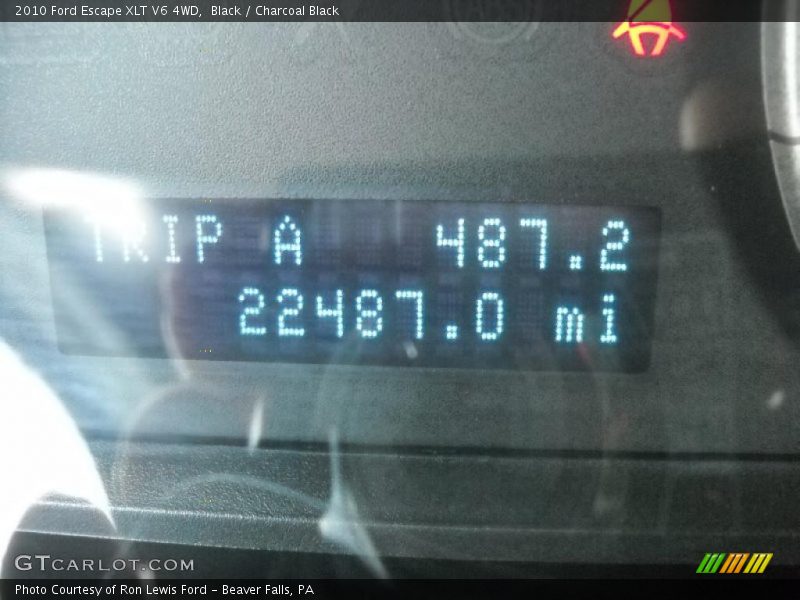 2010 Ford Escape XLT V6 4WD, Black / Charcoal Black
TRIP A 487.2
22487.0 mi
GTCARLOT.COM
Photo Courtesy of Ron Lewis Ford - Beaver Falls, PA